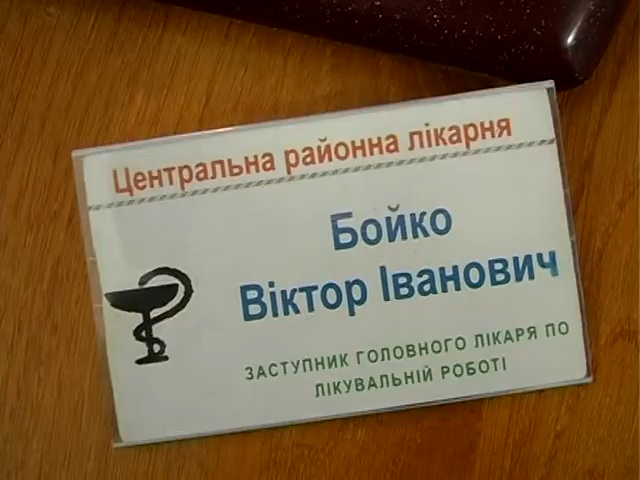 Центральна районна лікарня
Бойко
Віктор Іванович
ЗАСТУПНИК ГОЛОВНОГО ЛІКАРЯ ПО
ЛІКУВАЛЬНІЙ РОБОТІ